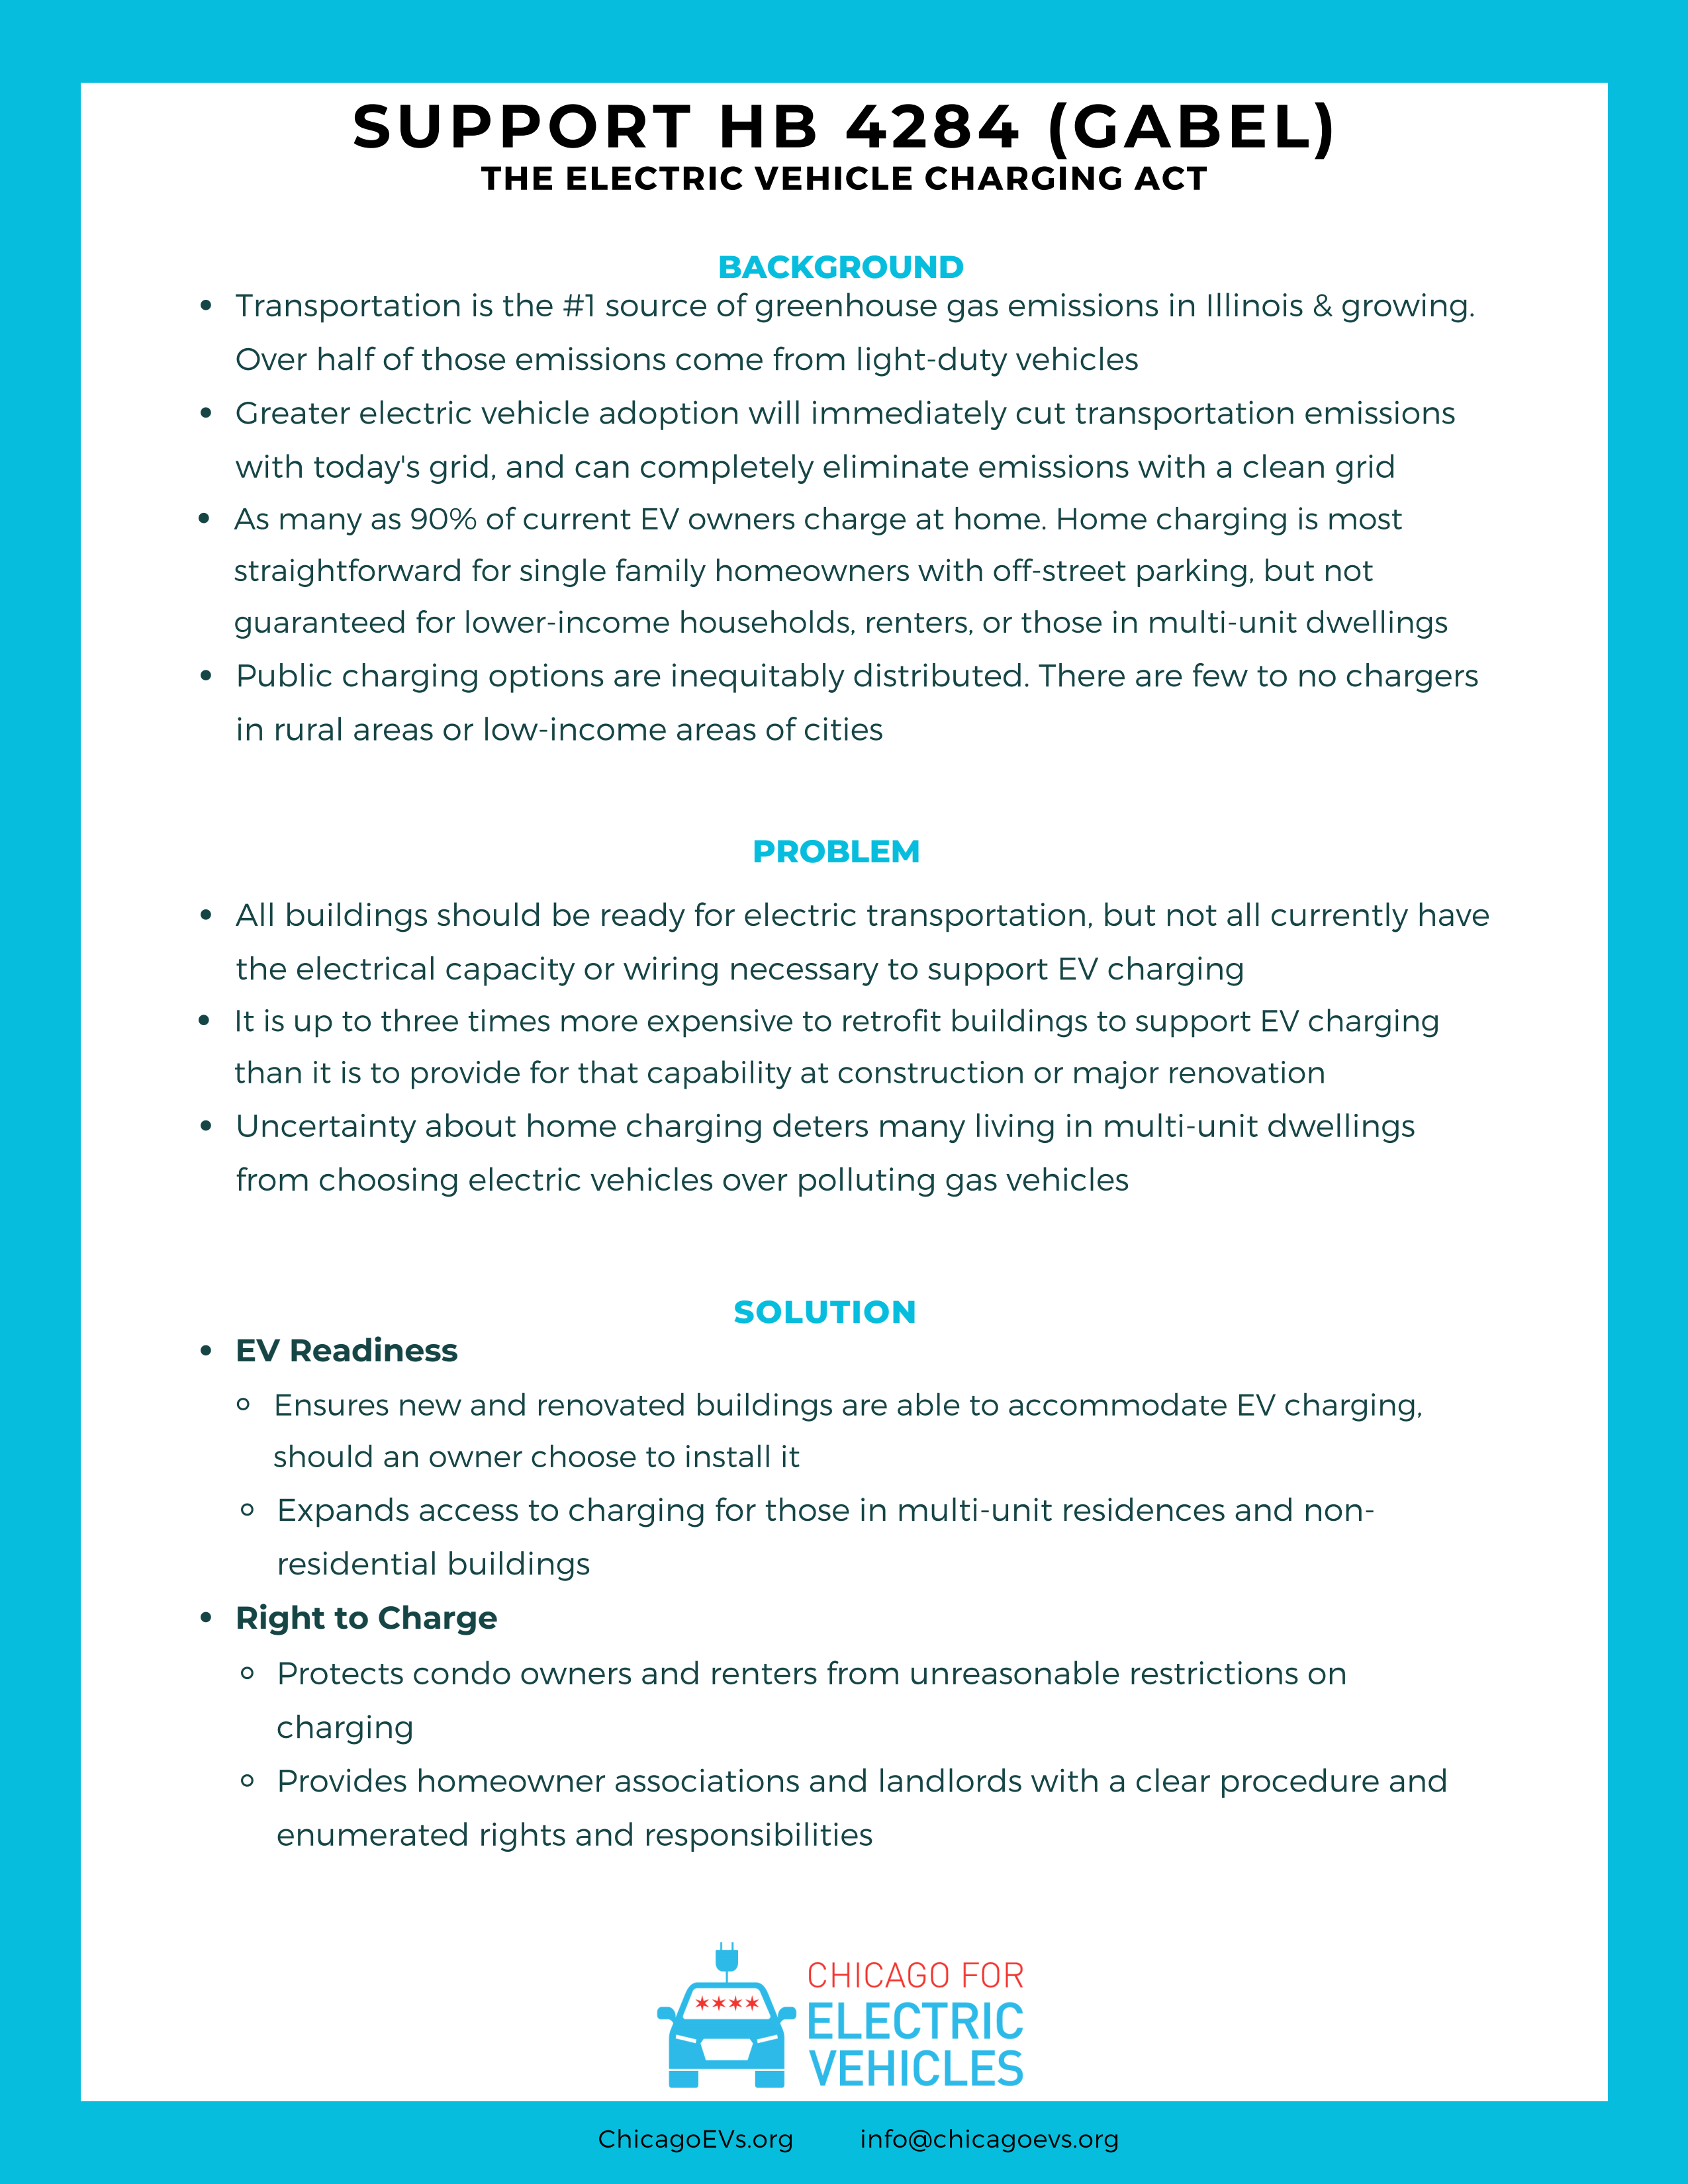 SUPPORT HB 4284 (GABEL)
THE ELECTRIC VEHICLE CHARGING ACT
BACKGROUND
• Transportation is the #1 source of greenhouse gas emissions in Illinois & growing.
Over half of those emissions come from light-duty vehicles
• Greater electric vehicle adoption will immediately cut transportation emissions
with today's grid, and can completely eliminate emissions with a clean grid
• As many as 90% of current EV owners charge at home. Home charging is most
straightforward for single family homeowners with off-street parking, but not
guaranteed for lower-income households, renters, or those in multi-unit dwellings
• Public charging options are inequitably distributed. There are few to no chargers
in rural areas or low-income areas of cities
PROBLEM
• All buildings should be ready for electric transportation, but not all currently have
the electrical capacity or wiring necessary to support EV charging
• It is up to three times more expensive to retrofit buildings to support EV charging
than it is to provide for that capability at construction or major renovation
• Uncertainty about home charging deters many living in multi-unit dwellings
from choosing electric vehicles over polluting gas vehicles
SOLUTION
• EV Readiness
◦ Ensures new and renovated buildings are able to accommodate EV charging,
should an owner choose to install it
◦ Expands access to charging for those in multi-unit residences and non-
residential buildings
• Right to Charge
◦ Protects condo owners and renters from unreasonable restrictions on
charging
◦ Provides homeowner associations and landlords with a clear procedure and
enumerated rights and responsibilities
CHICAGO FOR
ELECTRIC
VEHICLES
ChicagoEVs.org info@chicagoevs.org